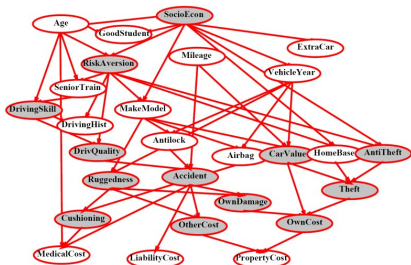 SocioEcon
Age
GoodStudent
ExtraCar
Mileage
RiskAversion
VehicleYear
SeniorTrain
DrivingSkill
MakeModel
DrivingHist
Antilock
DrivQuality
Airbag
CarValue
HomeBase
AntiTheft
Ruggedness
Accident
Theft
OwnDamage
Cushioning
OtherCost
OwnCost
MedicalCost
LiabilityCost
PropertyCost